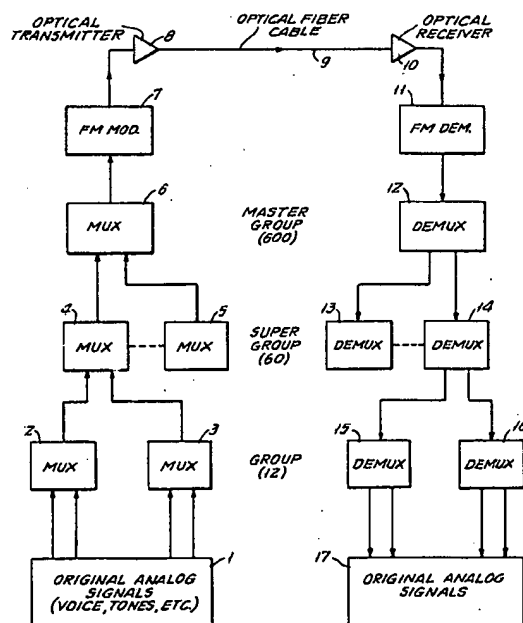 OPTICAL TRANSMITTER
8
OPTICAL FIBER CABLE
9
OPTICAL RECEIVER
10
7
FM MOD.
11
FM DEM.
6
MUX
MASTER GROUP (600)
12
DEMUX
4
MUX
5
MUX
SUPER GROUP (60)
13
DEMUX
14
DEMUX
2
MUX
3
MUX
GROUP (12)
15
DEMUX
16
DEMUX
1
ORIGINAL ANALOG
SIGNALS
(VOICE, TONES, ETC.)
17
ORIGINAL ANALOG
SIGNALS